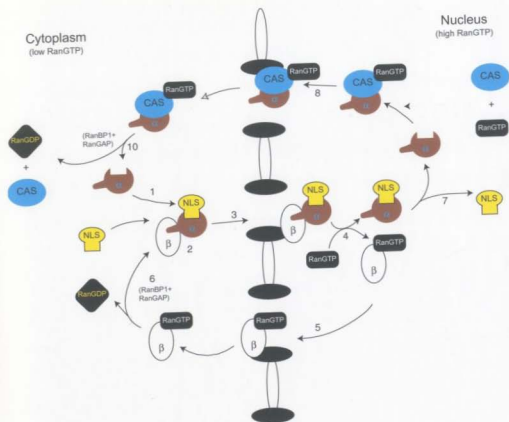 Cytoplasm
(low RanGTP)
Nucleus
(high RanGTP)
RanGTP
CAS
α
RanGTP
CAS
α
8
RanGTP
CAS
α
CAS
+
RanGTP
RanGDP
+
CAS
(RanBP1+
RanGAP)
10
α
1
NLS
NLS
α
β
2
3
NLS
α
β
4
RanGTP
NLS
α
RanGTP
β
α
7
NLS
6
(RanBP1+
RanGAP)
RanGDP
RanGTP
β
RanGTP
β
5